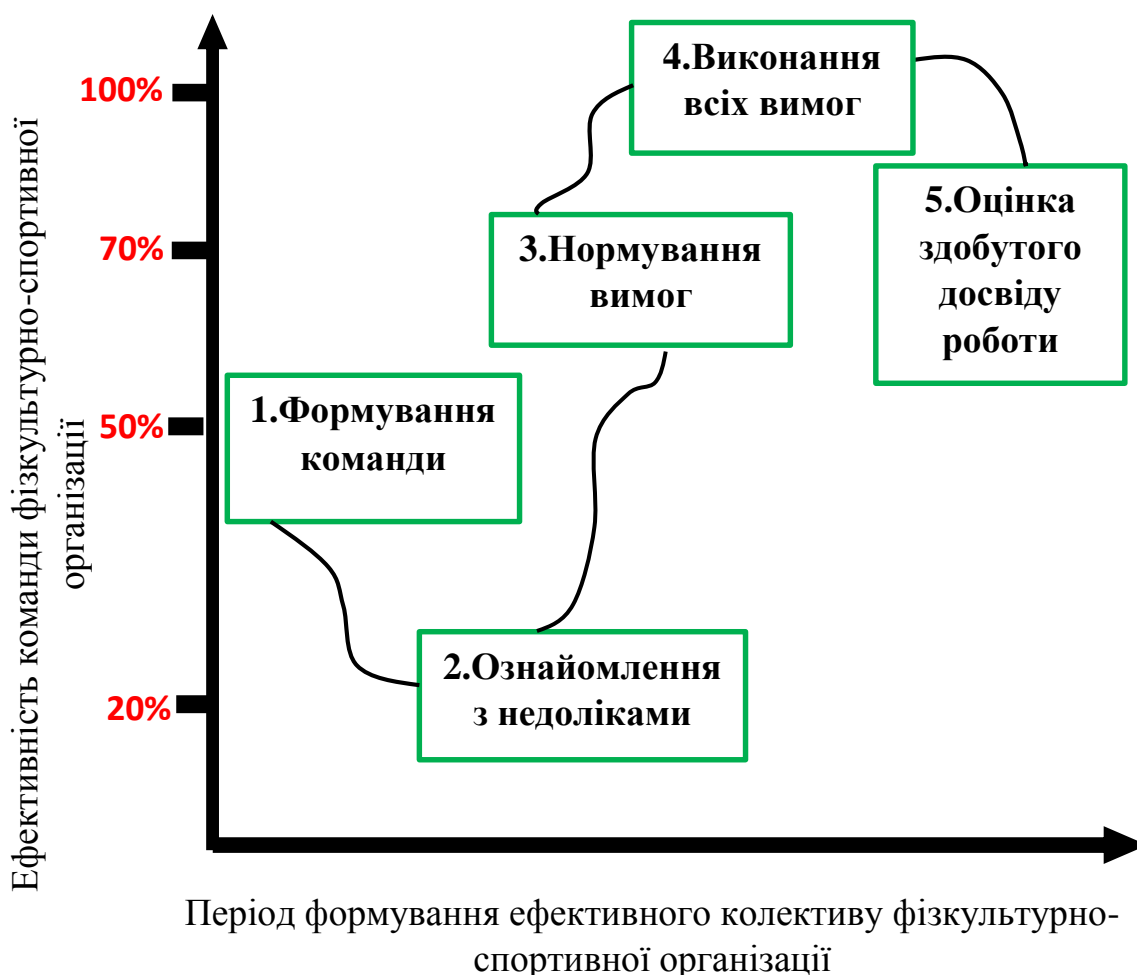 Ефективність команди фізкультурно-спортивної
організації
100%
70%
50%
20%
4.Виконання
всіх вимог
5.Оцінка
здобутого
досвіду
роботи
3.Нормування
вимог
1.Формування
команди
2.Ознайомлення
з недоліками
Період формування ефективного колективу фізкультурно-
спортивної організації